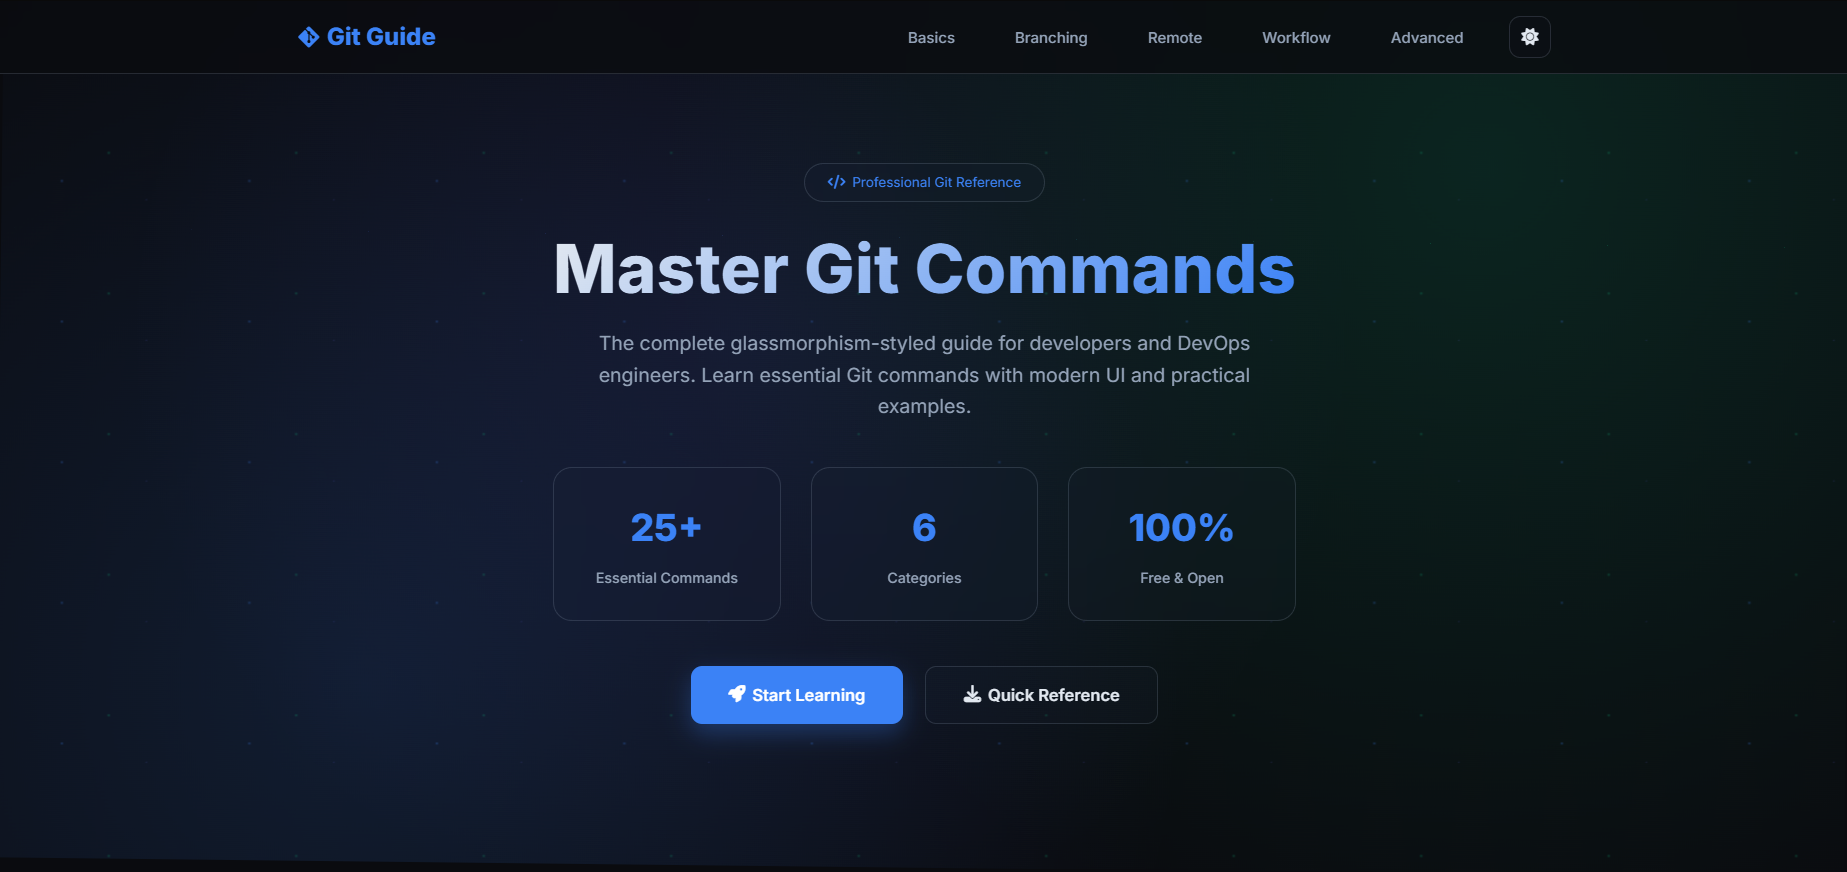 Git Guide
Basics
Branching
Remote
Workflow
Advanced
Professional Git Reference
Master Git Commands
The complete glassmorphism-styled guide for developers and DevOps
engineers. Learn essential Git commands with modern UI and practical
examples.
25+
Essential Commands
6
Categories
100%
Free & Open
Start Learning
Quick Reference